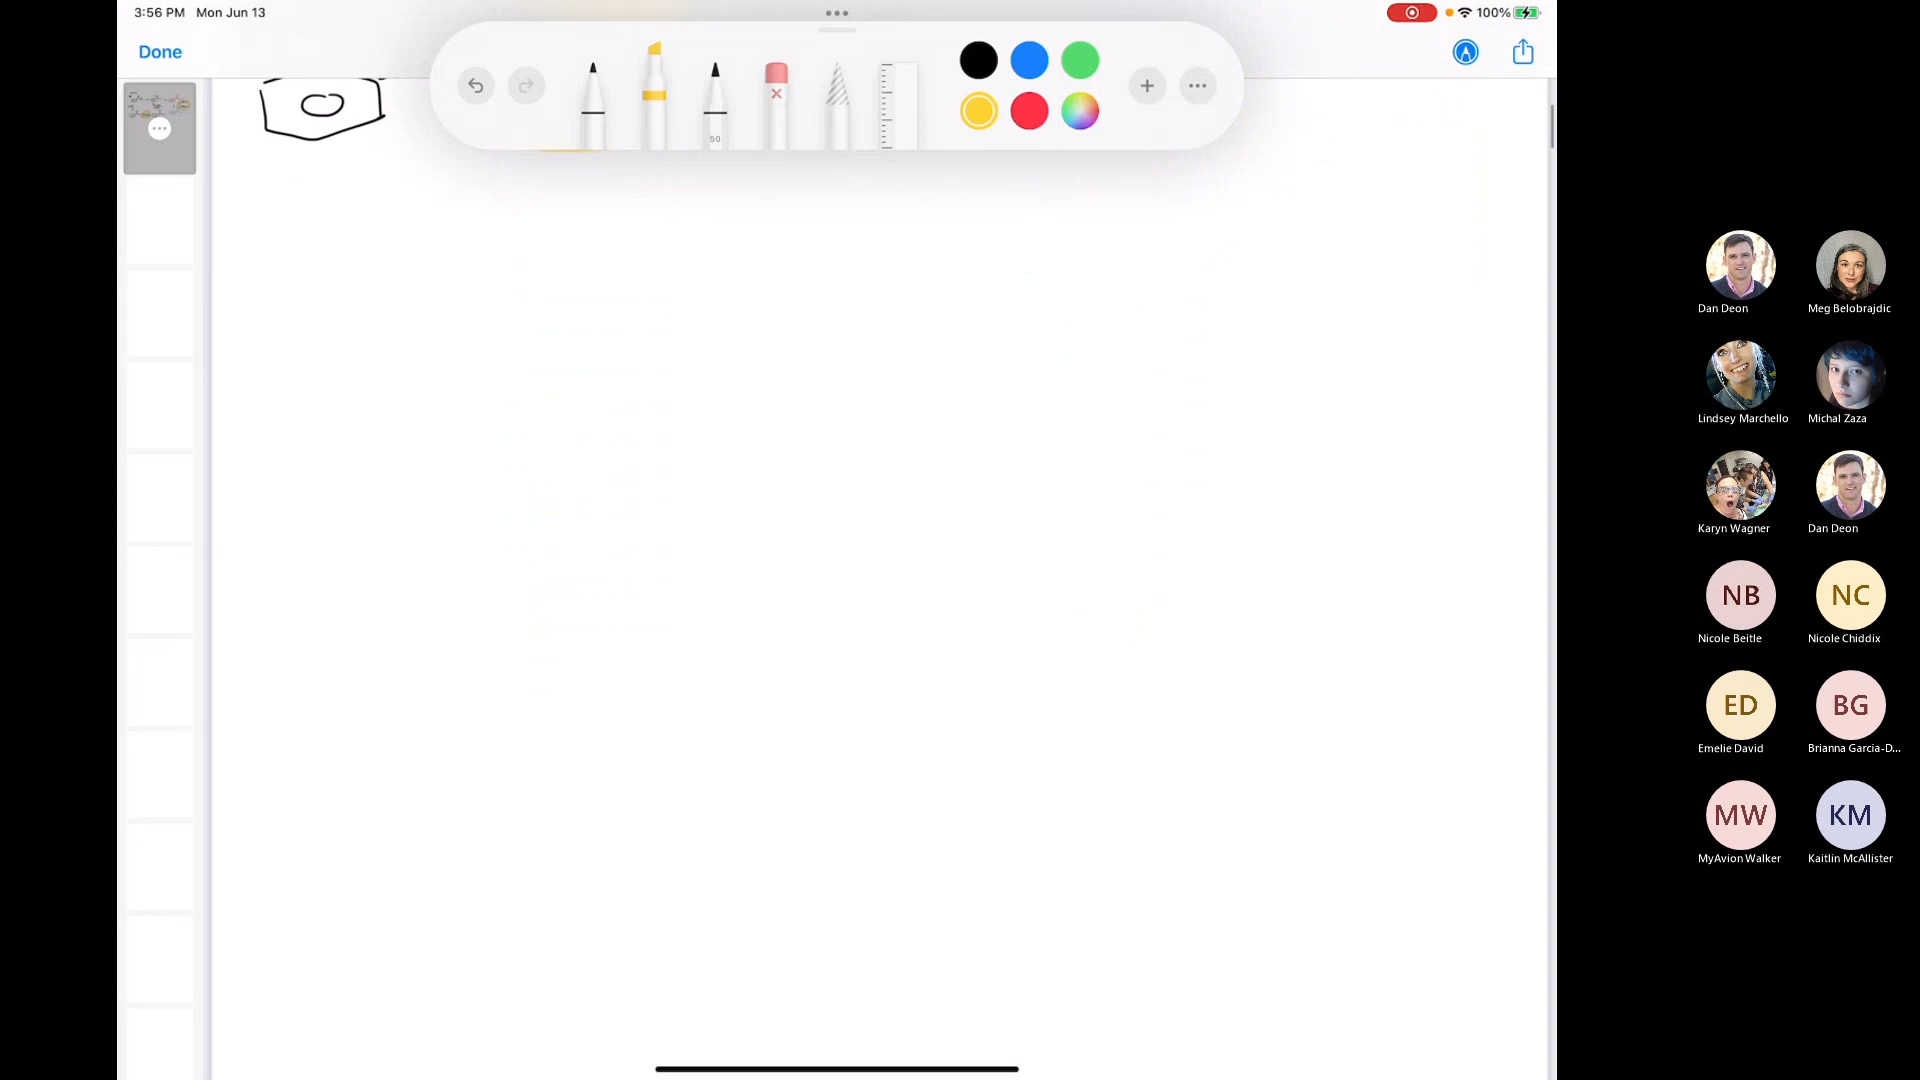 3:56 PM Mon Jun 13
100%
Done
50
Dan Deon
Meg Belobrajdic
Lindsey Marchello
Michal Zaza
Karyn Wagner
Dan Deon
NB
NC
Nicole Beitle
Nicole Chiddix
ED
BG
Emelie David
Brianna Garcia-D...
MW
KM
MyAvion Walker
Kaitlin McAllister